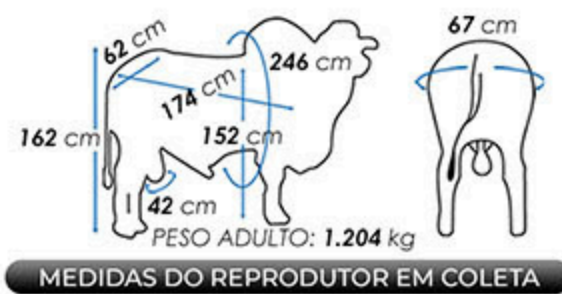 62 cm
67 cm
246 cm
174 cm
162 cm
152 cm
42 cm
PESO ADULTO: 1.204 kg
MEDIDAS DO REPRODUTOR EM COLETA